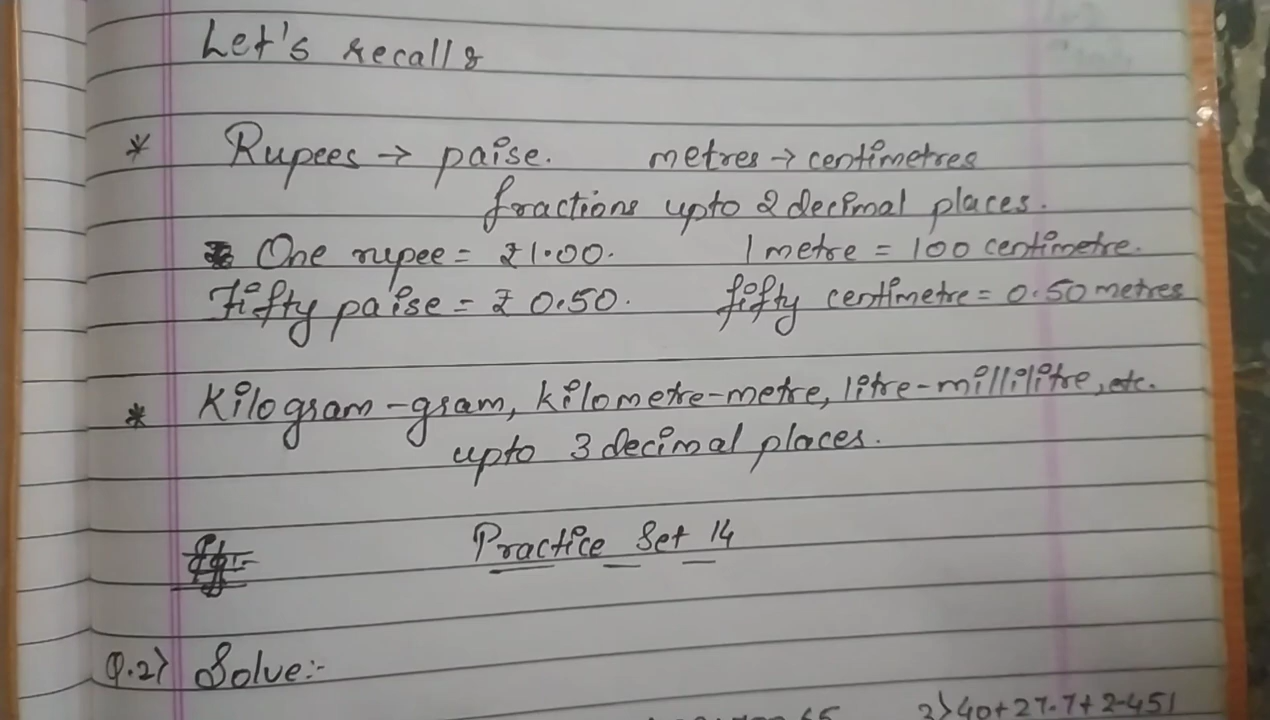 Let's recall:
* Rupees → paise. metres → centimetres
fractions upto 2 decimal places.
One rupee = ₹1.00. 1 metre = 100 centimetre.
Fifty paise = ₹ 0.50. fifty centimetre = 0.50 metres
* Kilogram-gram, kilometre-metre, litre-millilitre, etc.
upto 3 decimal places.
Practice Set 14
Q.2) Solve:-
3) 40+27.7+2.451